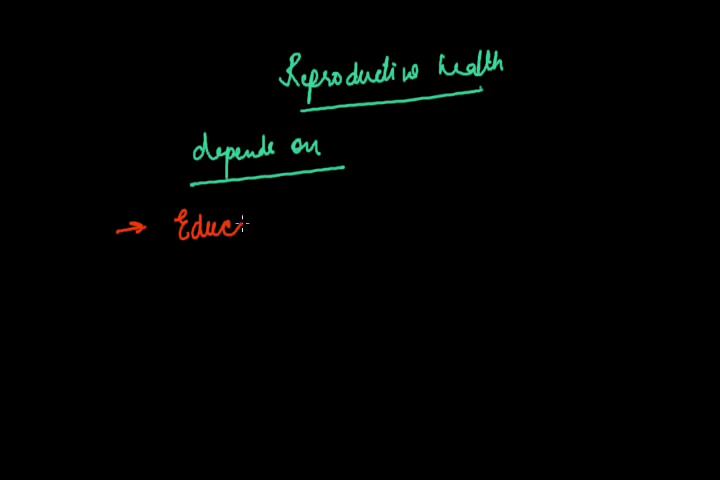 Reproductive health
depends on
→ Educ